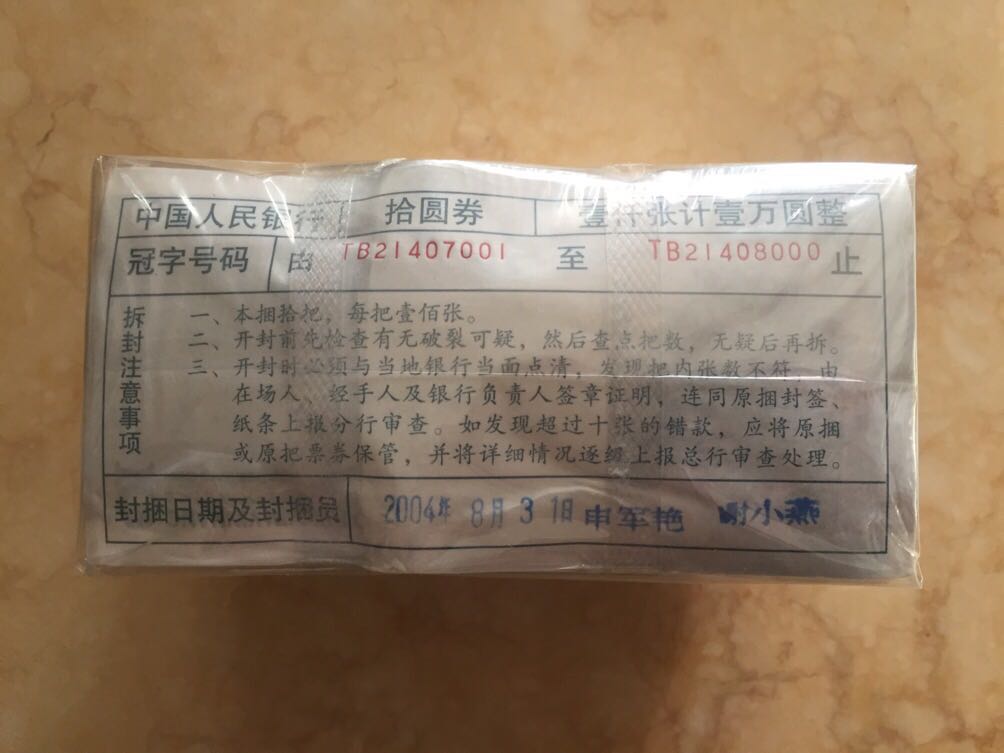 中国人民银行 拾圆券 壹仟张计壹万圆整
冠字号码 由 TB21407001 至 TB21408000 止
拆封注意事项
一、本捆拾把，每把壹佰张。
二、开封前先检查有无破裂可疑，然后查点把数，无疑后再拆。
三、开封时必须与当地银行当面点清，发现把内张数不符，由
在场人、经手人及银行负责人签章证明，连同原捆封签、
纸条上报分行审查。如发现超过十张的错款，应将原捆
或原把票券保管，并将详细情况逐级上报总行审查处理。
封捆日期及封捆员 2004年 8月 31日 申军艳 谢小燕